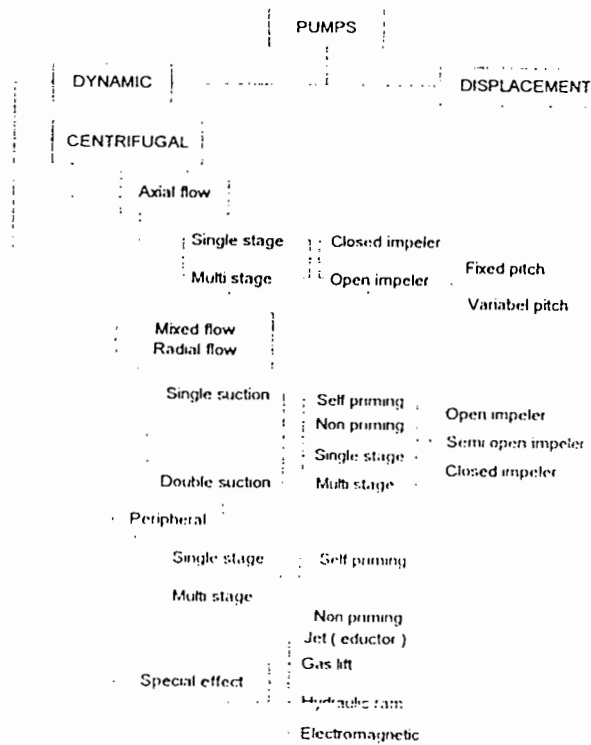 PUMPS
DYNAMIC
DISPLACEMENT
CENTRIFUGAL
Axial flow
Single stage
Closed impeler
Multi stage
Open impeler
Fixed pitch
Variabel pitch
Mixed flow
Radial flow
Single suction
Self priming
Non priming
Open impeler
Semi open impeler
Single stage
Closed impeler
Double suction
Multi stage
Peripheral
Single stage
Self priming
Multi stage
Non priming
Jet ( eductor )
Gas lift
Special effect
Hydraulic ram
Electromagnetic